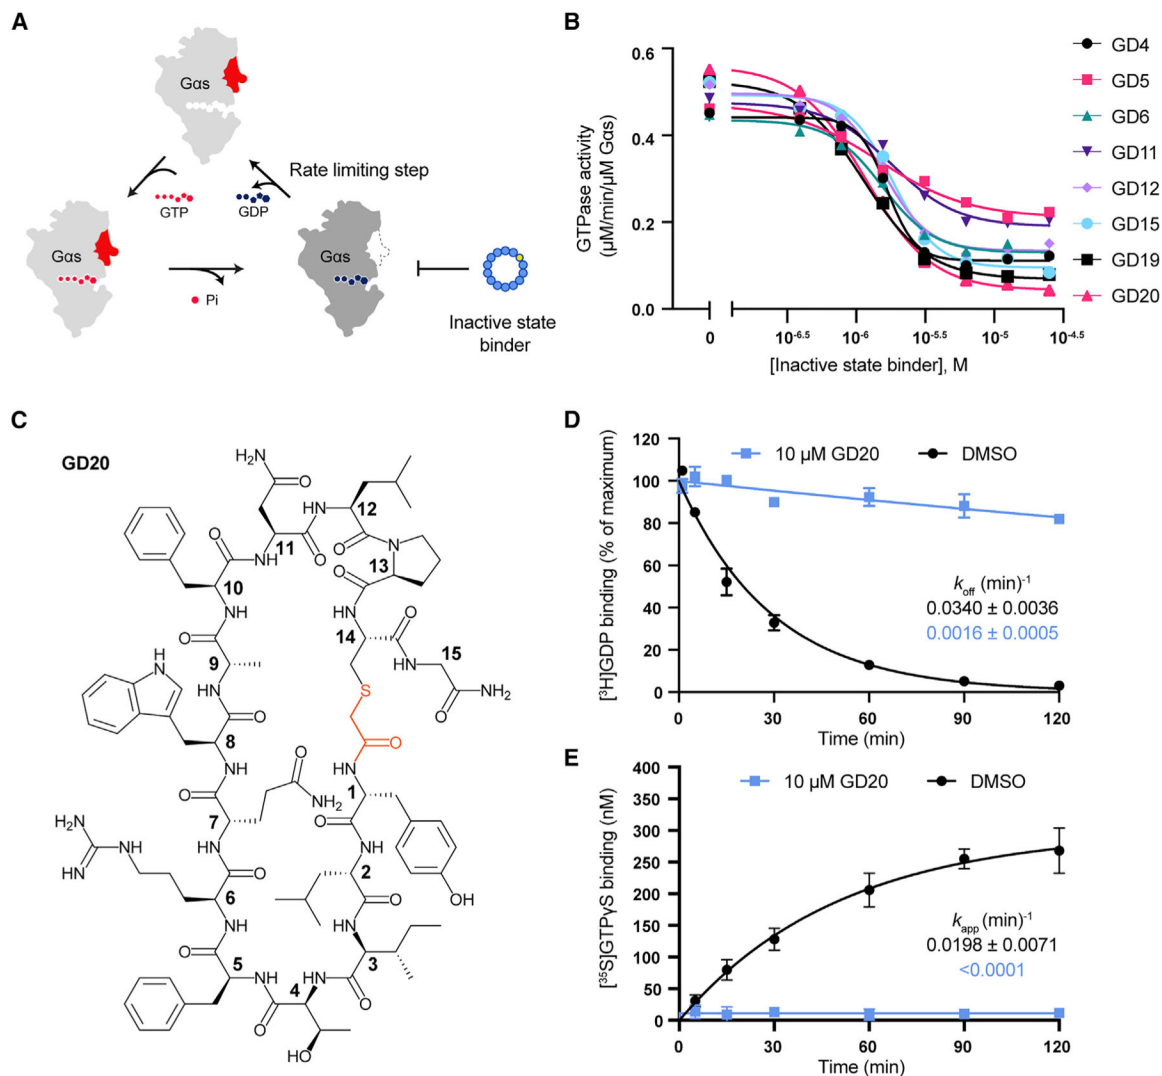 A
Gαs
Rate limiting step
GTP
GDP
Gαs
Gαs
Pi
Inactive state
binder
B
GTPase activity
(μM/min/μM Gαs)
0.6
0.4
0.2
0.0
0
10^-6.5
10^-6
10^-5.5
10^-5
10^-4.5
[Inactive state binder], M
GD4
GD5
GD6
GD11
GD12
GD15
GD19
GD20
C
GD20
H₂N
O
HN
12
O
N
13
O
11
O
HN
O
10
NH
O
HN
14
O
HN
15
O
NH₂
9
NH
O
H
N
8
O
NH
S
O
HN
1
O
NH₂
O
7
NH
O
NH
2
OH
H₂N
NH
NH
6
O
NH
O
O
NH
3
O
5
NH
O
HN
4
O
HO
D
[³H]GDP binding (% of maximum)
120
100
80
60
40
20
0
10 μM GD20
DMSO
k_off (min)⁻¹
0.0340 ± 0.0036
0.0016 ± 0.0005
0
30
60
90
120
Time (min)
E
[³⁵S]GTPγS binding (nM)
400
350
300
250
200
150
100
50
0
10 μM GD20
DMSO
k_app (min)⁻¹
0.0198 ± 0.0071
<0.0001
0
30
60
90
120
Time (min)